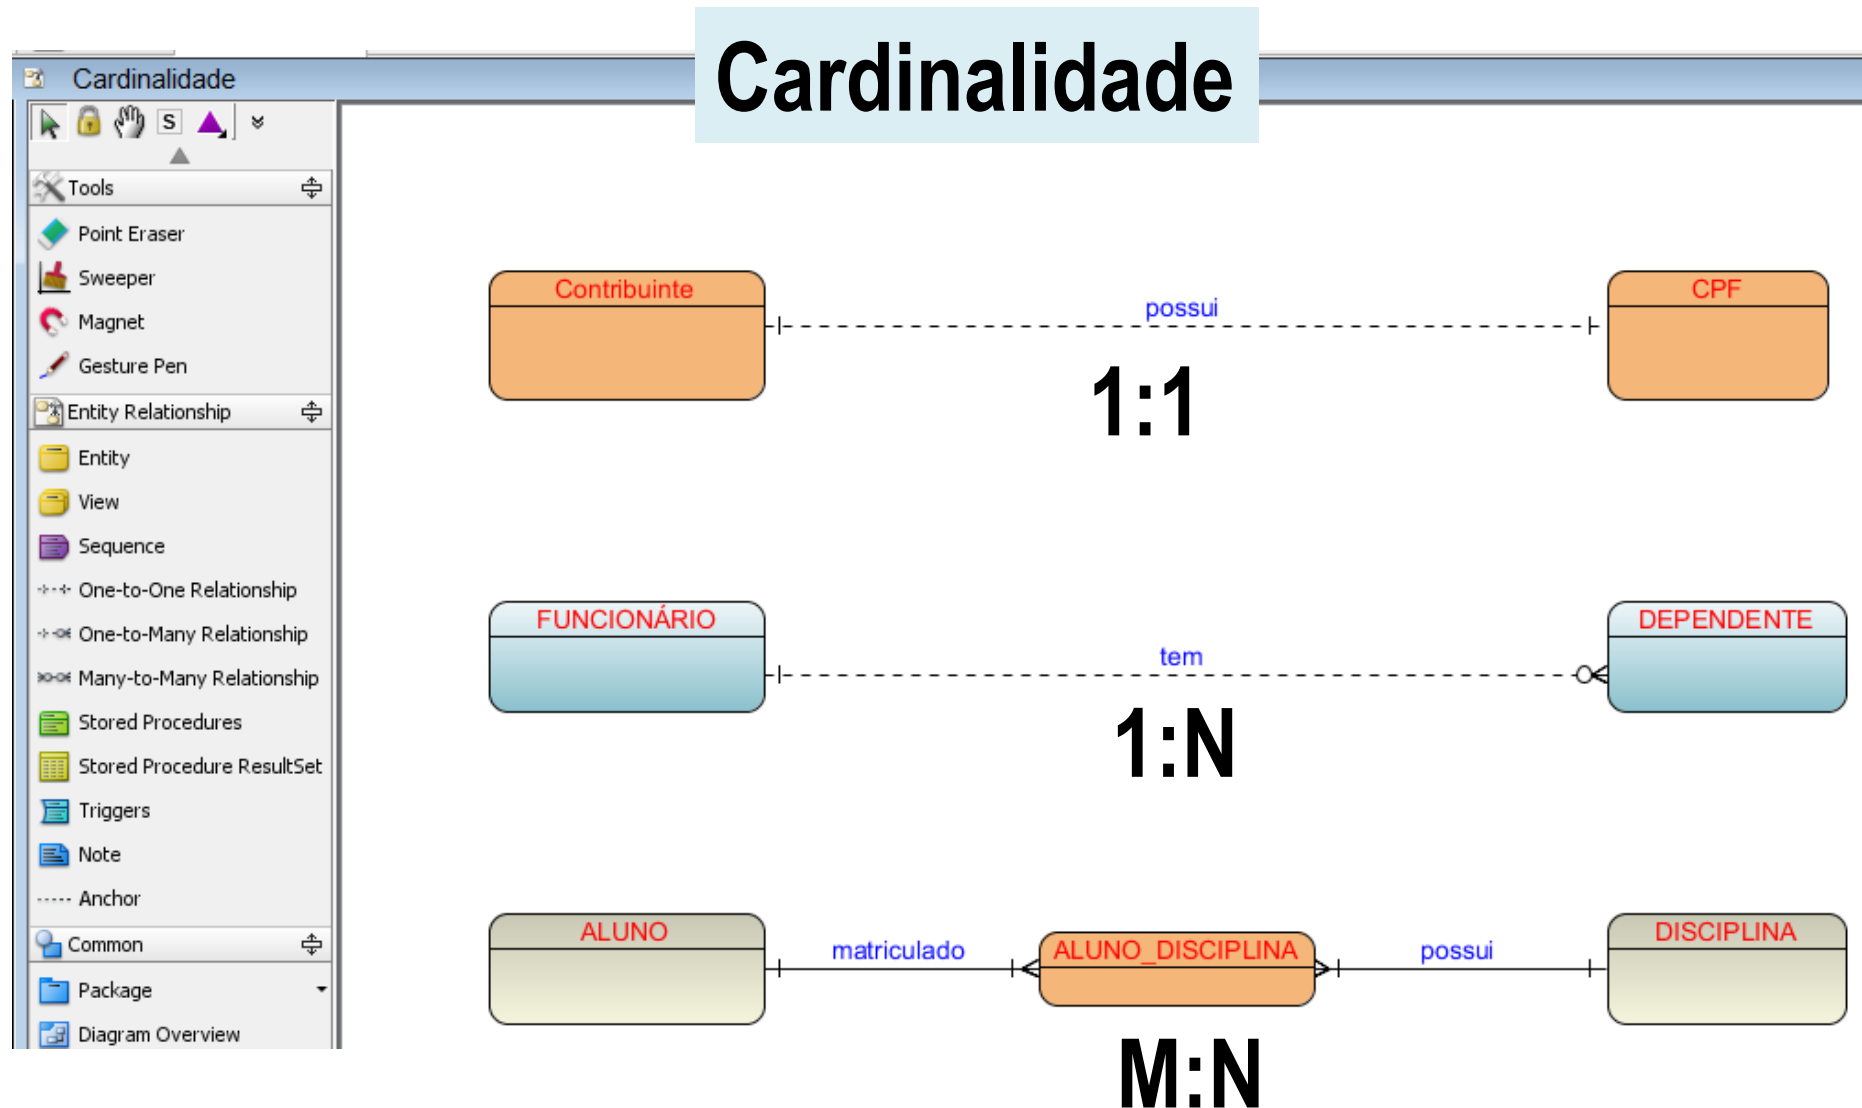 Cardinalidade
Cardinalidade
S
Tools
Point Eraser
Sweeper
Magnet
Gesture Pen
Entity Relationship
Entity
View
Sequence
One-to-One Relationship
One-to-Many Relationship
Many-to-Many Relationship
Stored Procedures
Stored Procedure ResultSet
Triggers
Note
Anchor
Common
Package
Diagram Overview
Contribuinte
possui
CPF
1:1
FUNCIONÁRIO
tem
DEPENDENTE
1:N
ALUNO
matriculado
ALUNO_DISCIPLINA
possui
DISCIPLINA
M:N